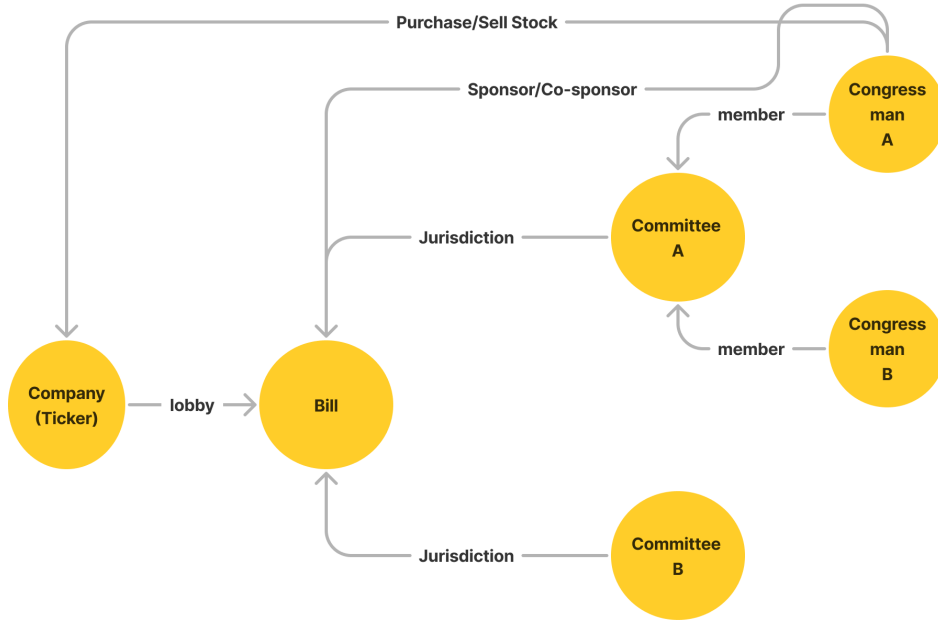 Purchase/Sell Stock
Sponsor/Co-sponsor
Congress
man
A
member
Committee
A
Jurisdiction
Congress
man
B
member
Company
(Ticker)
lobby
Bill
Committee
B
Jurisdiction